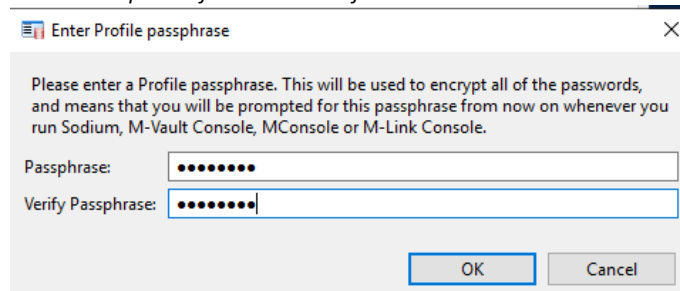 Enter Profile passphrase
Please enter a Profile passphrase. This will be used to encrypt all of the passwords,
and means that you will be prompted for this passphrase from now on whenever you
run Sodium, M-Vault Console, MConsole or M-Link Console.
Passphrase: ●●●●●●●●
Verify Passphrase: ●●●●●●●●
OK Cancel